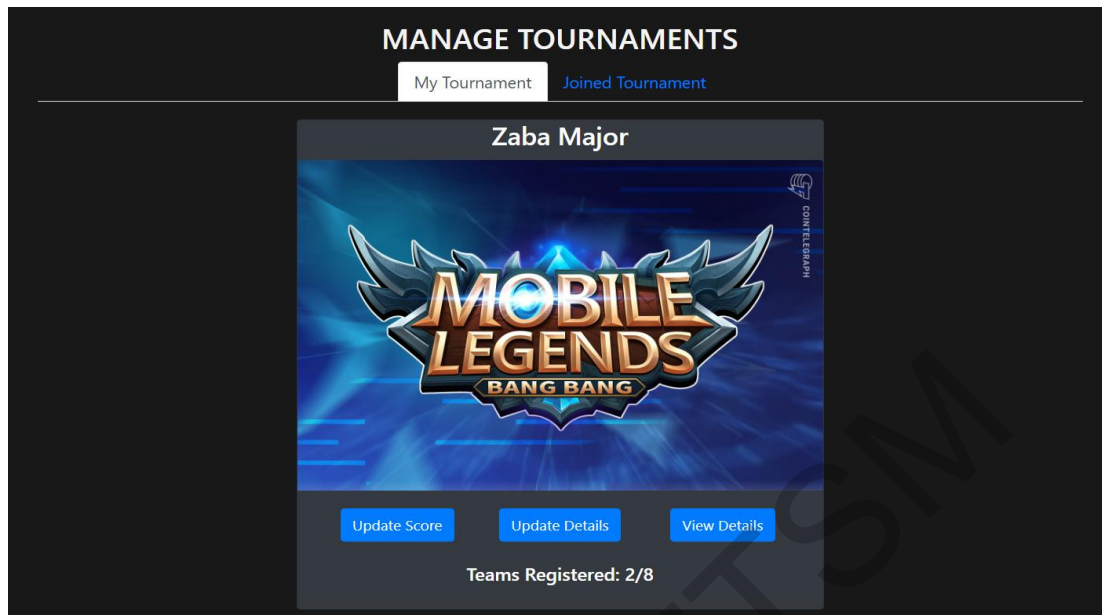 MANAGE TOURNAMENTS
My Tournament Joined Tournament
Zaba Major
COINTELEGRAPH
MOBILE
LEGENDS
BANG BANG
Update Score Update Details View Details
Teams Registered: 2/8
TSM